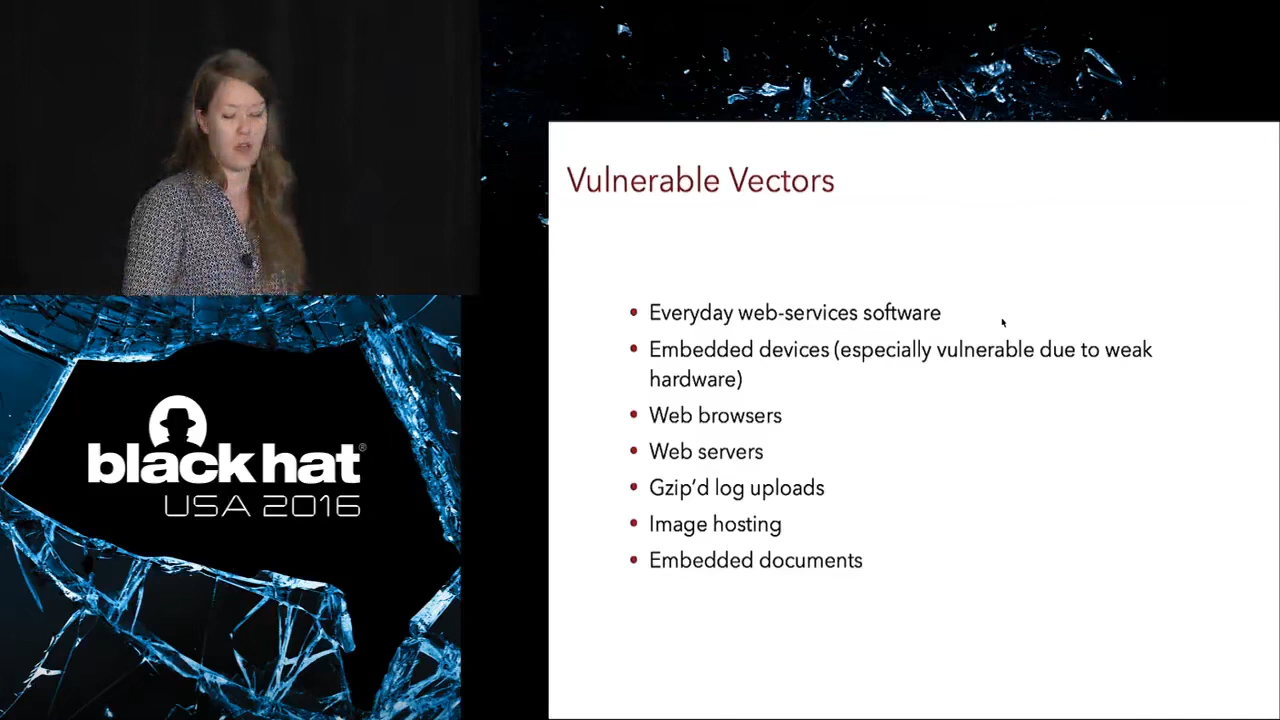 Vulnerable Vectors
• Everyday web-services software
• Embedded devices (especially vulnerable due to weak
hardware)
• Web browsers
• Web servers
• Gzip’d log uploads
• Image hosting
• Embedded documents
black hat®
USA 2016